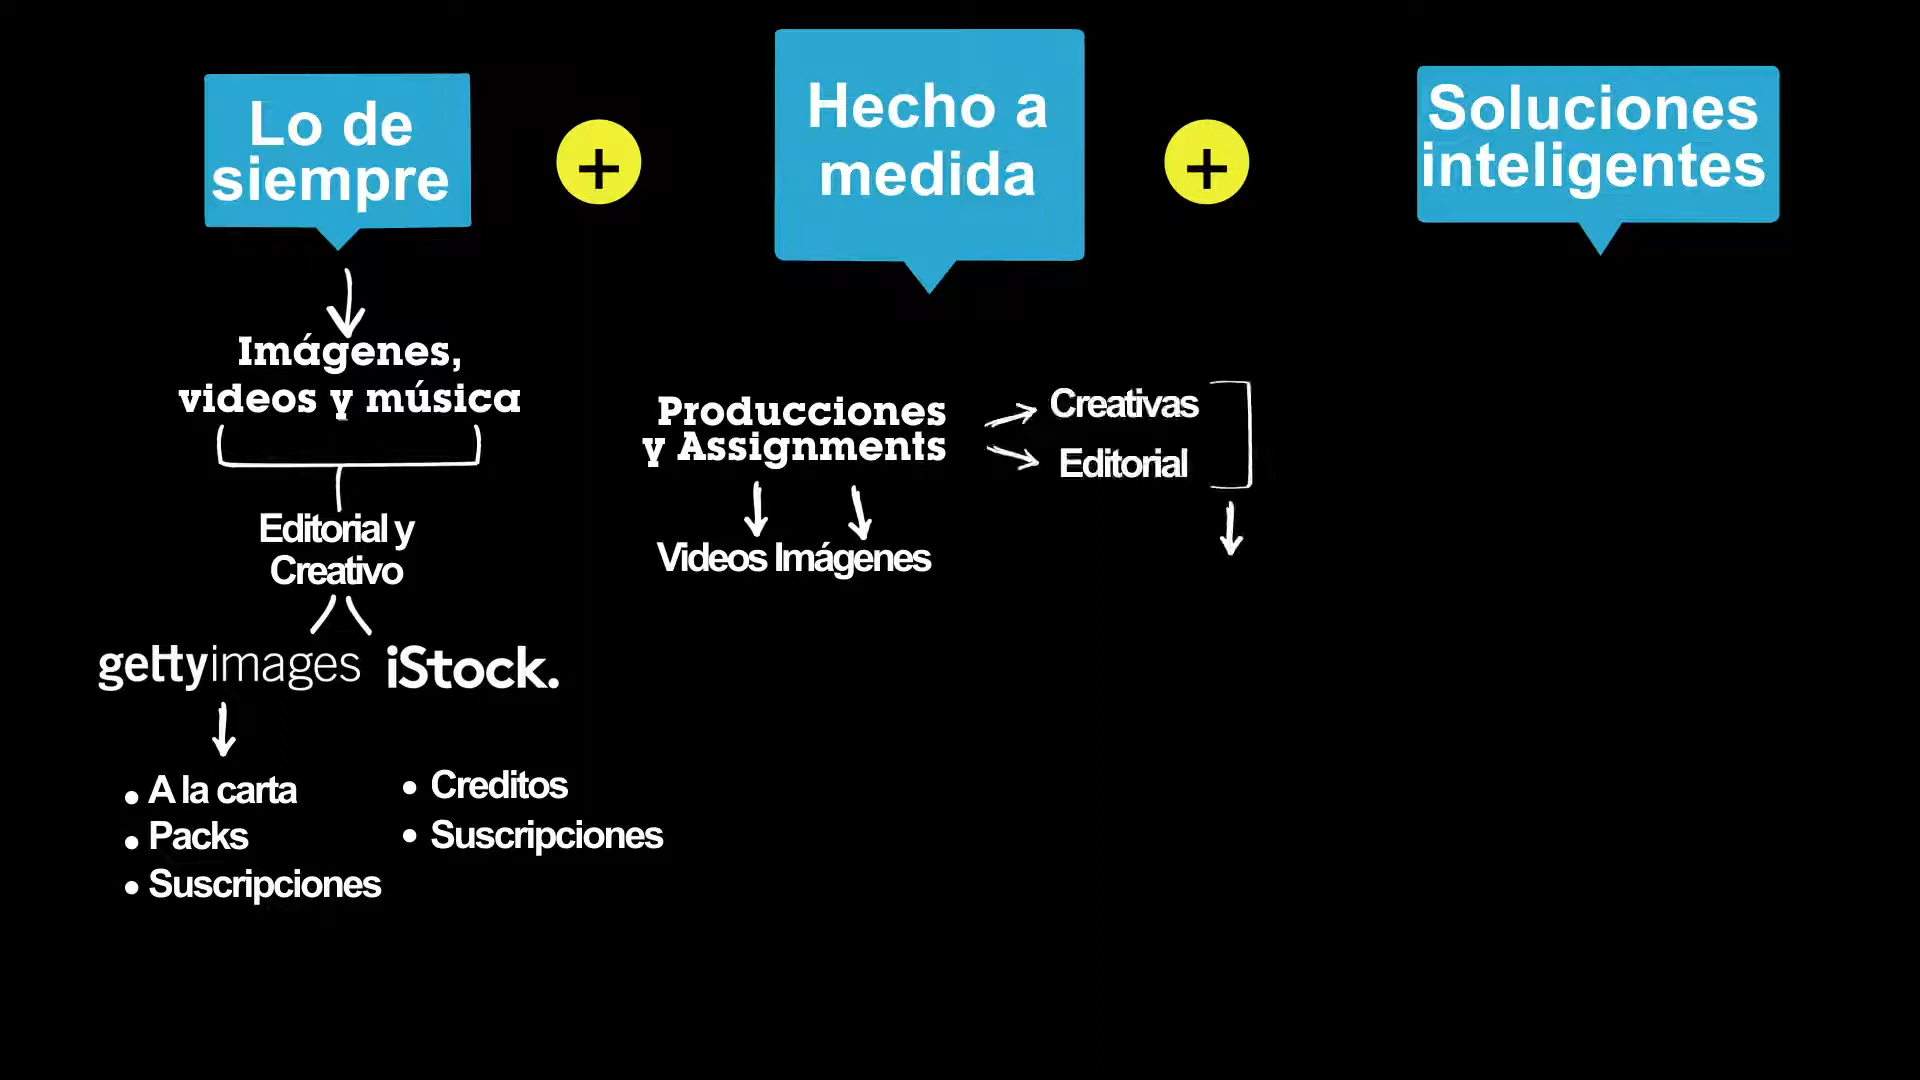 Lo de
siempre
+
Hecho a
medida
+
Soluciones
inteligentes
Imágenes,
videos y música
Editorial y
Creativo
gettyimages
iStock.
A la carta
Packs
Suscripciones
Creditos
Suscripciones
Producciones
y Assignments
Creativas
Editorial
Videos Imágenes